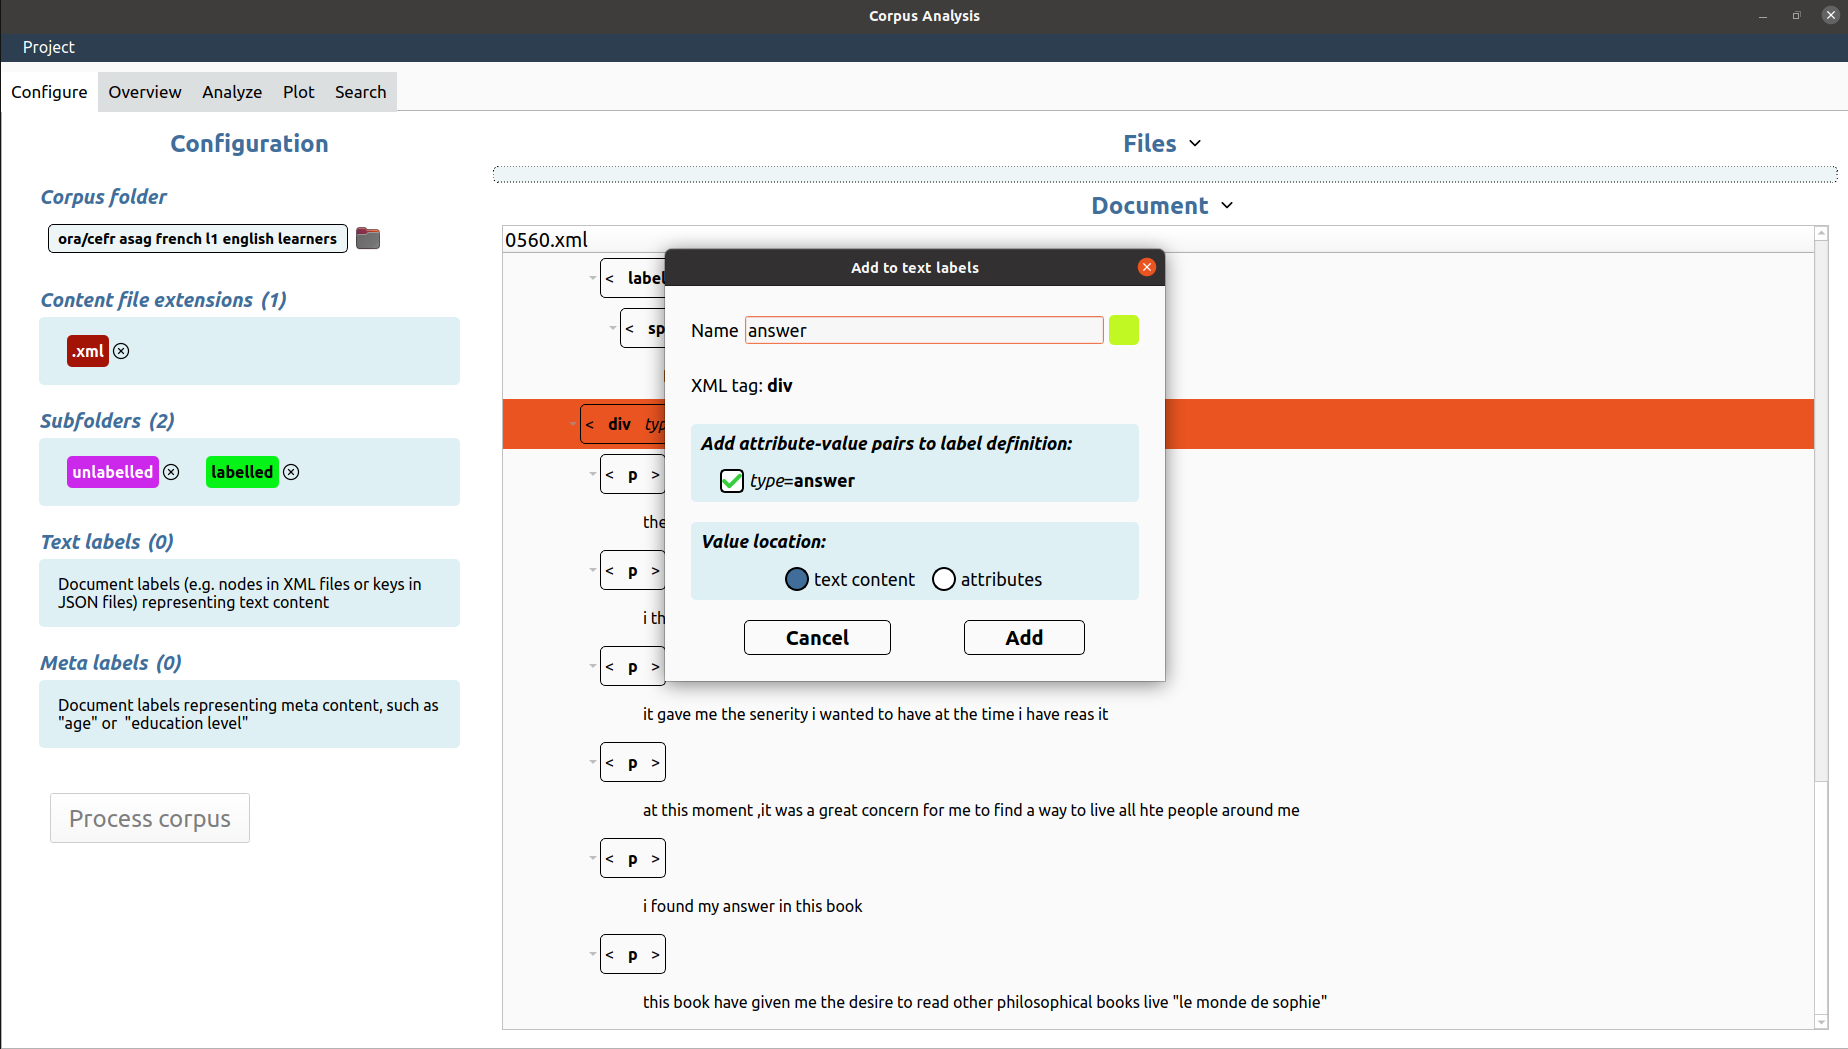 Corpus Analysis
Project
Configure Overview Analyze Plot Search
Configuration
Corpus folder
ora/cefr asag french l1 english learners
Content file extensions (1)
.xml
Subfolders (2)
unlabelled labelled
Text labels (0)
Document labels (e.g. nodes in XML files or keys in
JSON files) representing text content
Meta labels (0)
Document labels representing meta content, such as
"age" or "education level"
Process corpus
Files
Document
0560.xml
< label
< sp
< div typ
< p >
the
< p >
i th
< p >
it gave me the senerity i wanted to have at the time i have reas it
< p >
at this moment ,it was a great concern for me to find a way to live all hte people around me
< p >
i found my answer in this book
< p >
this book have given me the desire to read other philosophical books live "le monde de sophie"
Add to text labels
Name answer
XML tag: div
Add attribute-value pairs to label definition:
type=answer
Value location:
text content attributes
Cancel Add